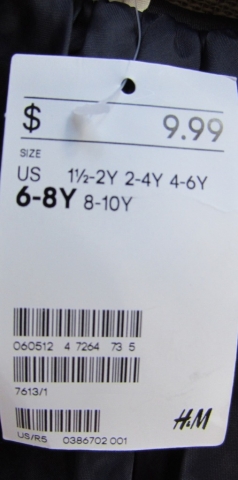 $ 9.99
SIZE
US 1½-2Y 2-4Y 4-6Y
6-8Y 8-10Y
060512 4 7264 73 5
7613/1
H&M
US/R5 0386702 001